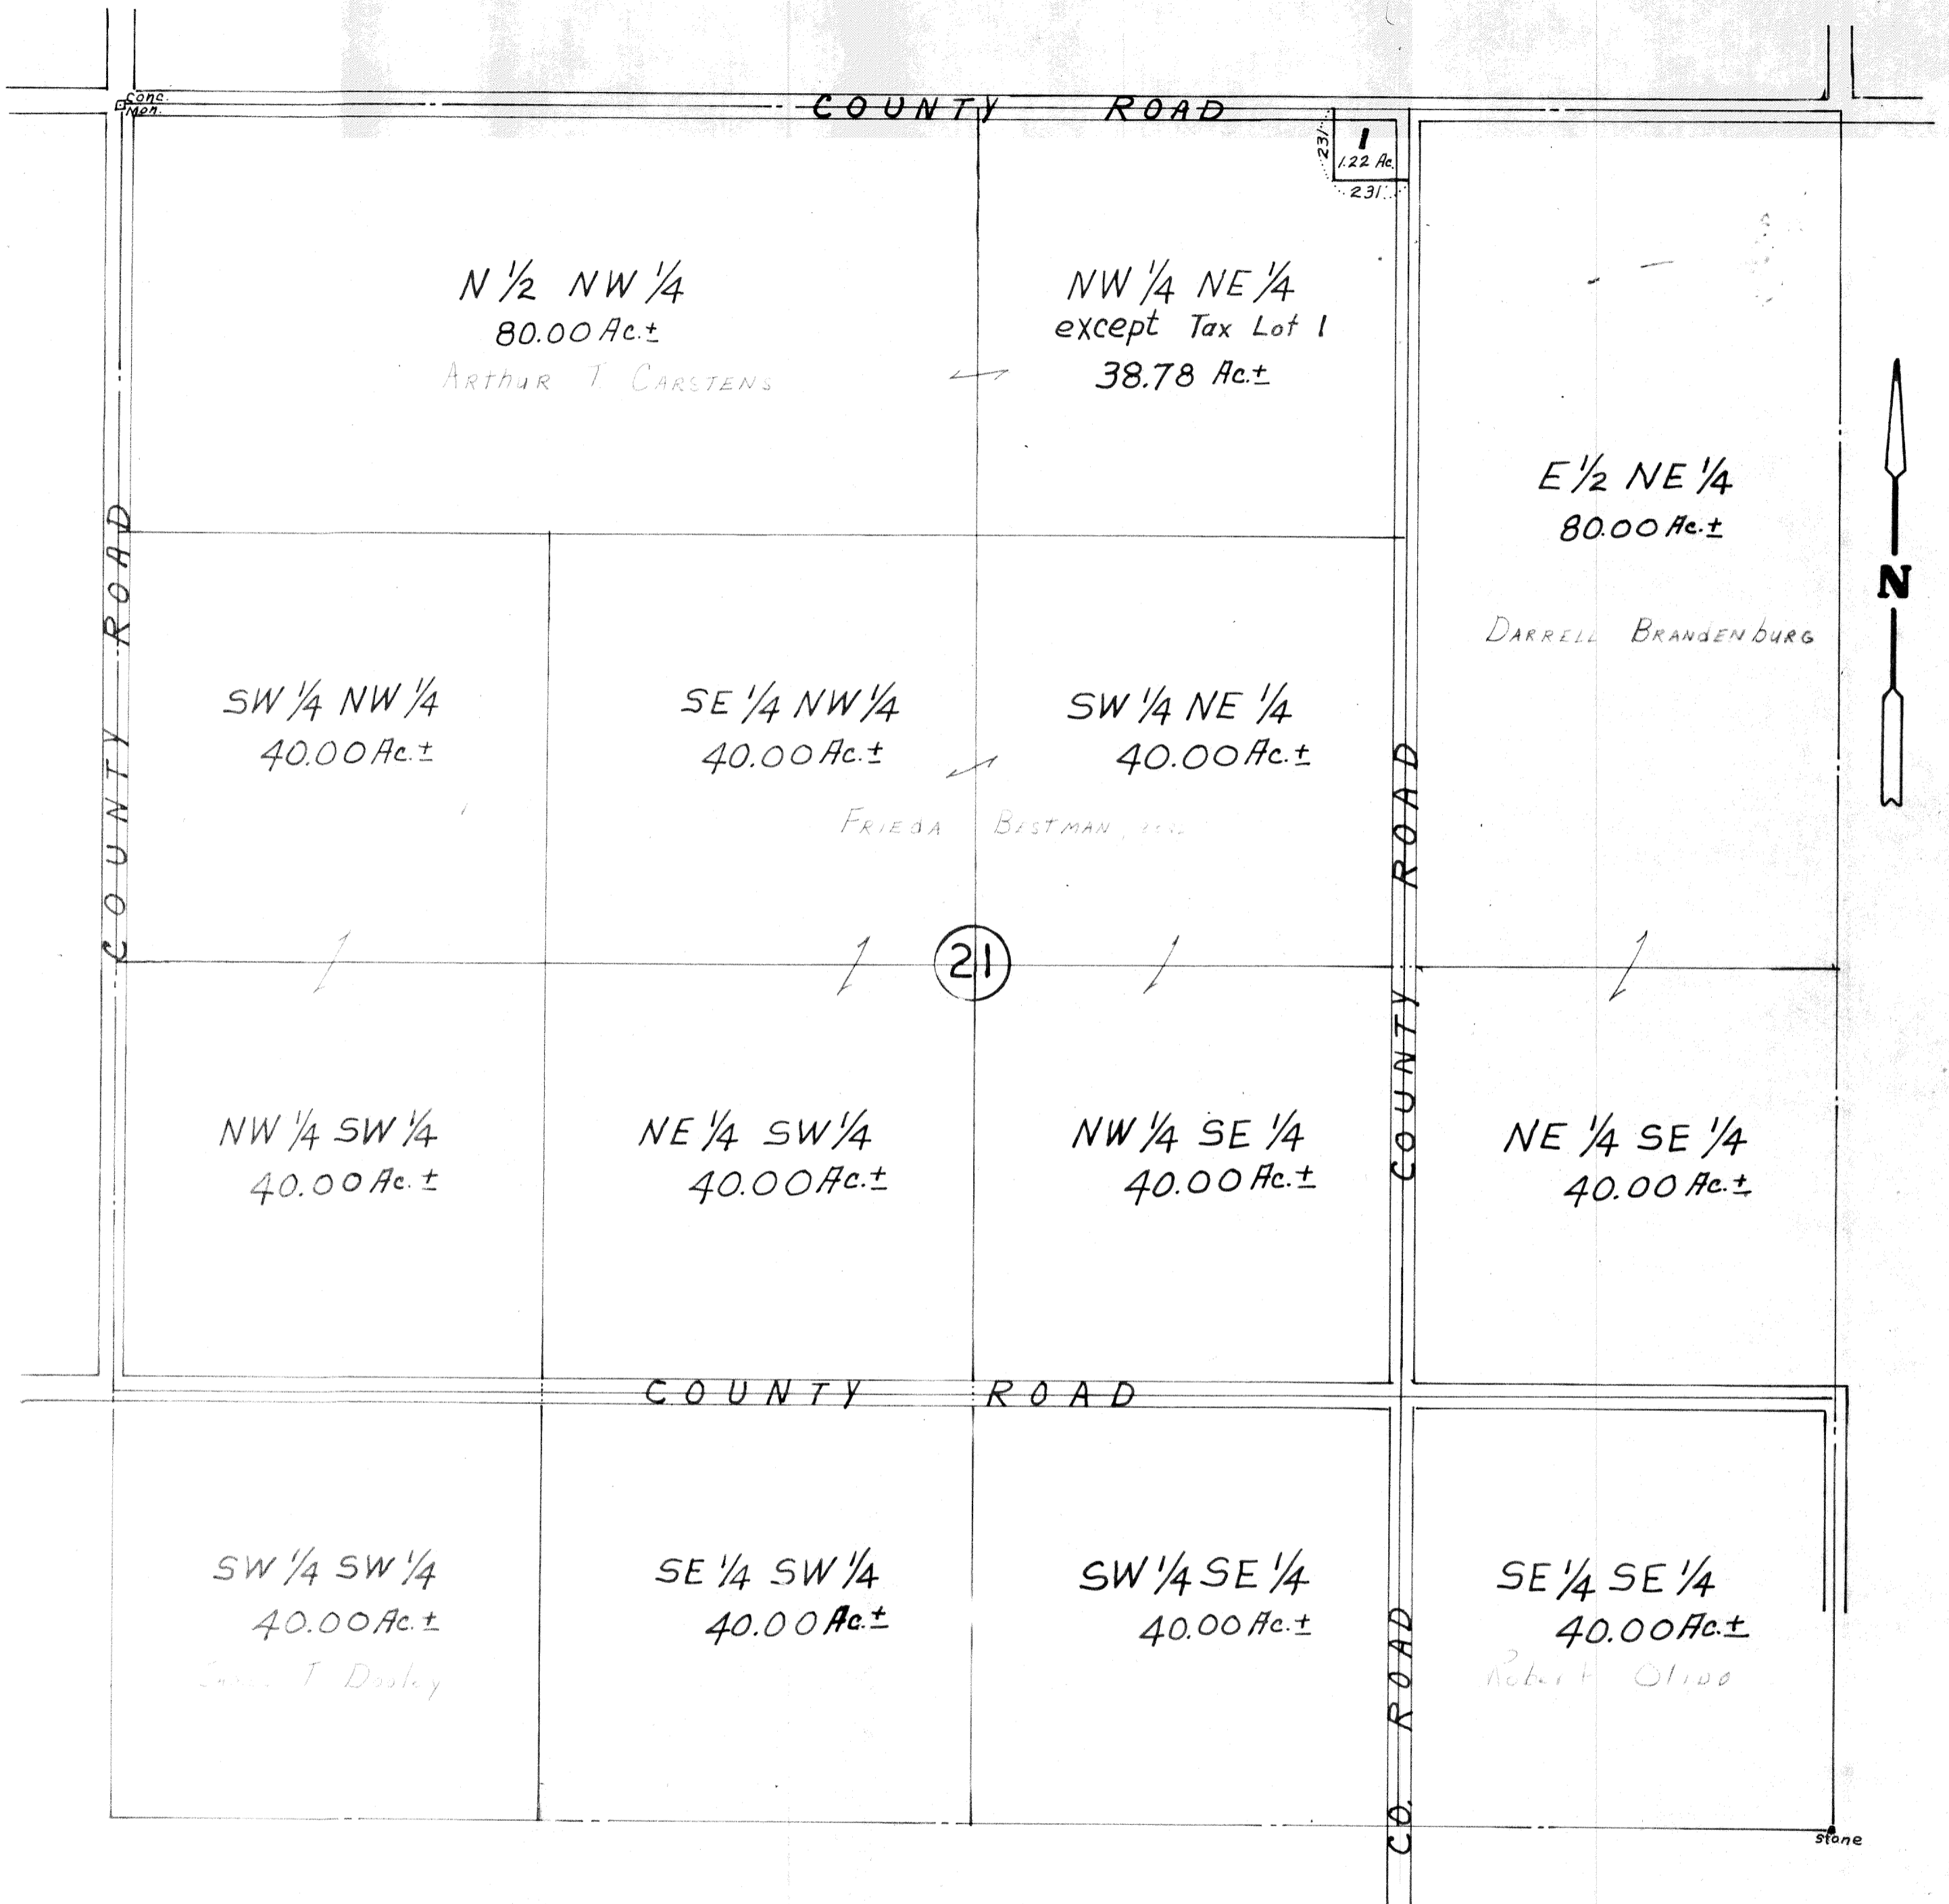 Conc.
Mon.
COUNTY ROAD
231'
1
1.22 Ac.
231'
N 1/2 NW 1/4
80.00 Ac.±
ARTHUR T. CARSTENS
NW 1/4 NE 1/4
except Tax Lot 1
38.78 Ac.±
E 1/2 NE 1/4
80.00 Ac.±
DARRELL BRANDENBURG
N
COUNTY ROAD
SW 1/4 NW 1/4
40.00 Ac.±
SE 1/4 NW 1/4
40.00 Ac.±
SW 1/4 NE 1/4
40.00 Ac.±
FRIEDA BESTMAN,
COUNTY ROAD
21
NW 1/4 SW 1/4
40.00 Ac.±
NE 1/4 SW 1/4
40.00 Ac.±
NW 1/4 SE 1/4
40.00 Ac.±
NE 1/4 SE 1/4
40.00 Ac.±
COUNTY ROAD
SW 1/4 SW 1/4
40.00 Ac.±
T Dooley
SE 1/4 SW 1/4
40.00 Ac.±
SW 1/4 SE 1/4
40.00 Ac.±
SE 1/4 SE 1/4
40.00 Ac.±
Robert Olive
CO. ROAD
stone